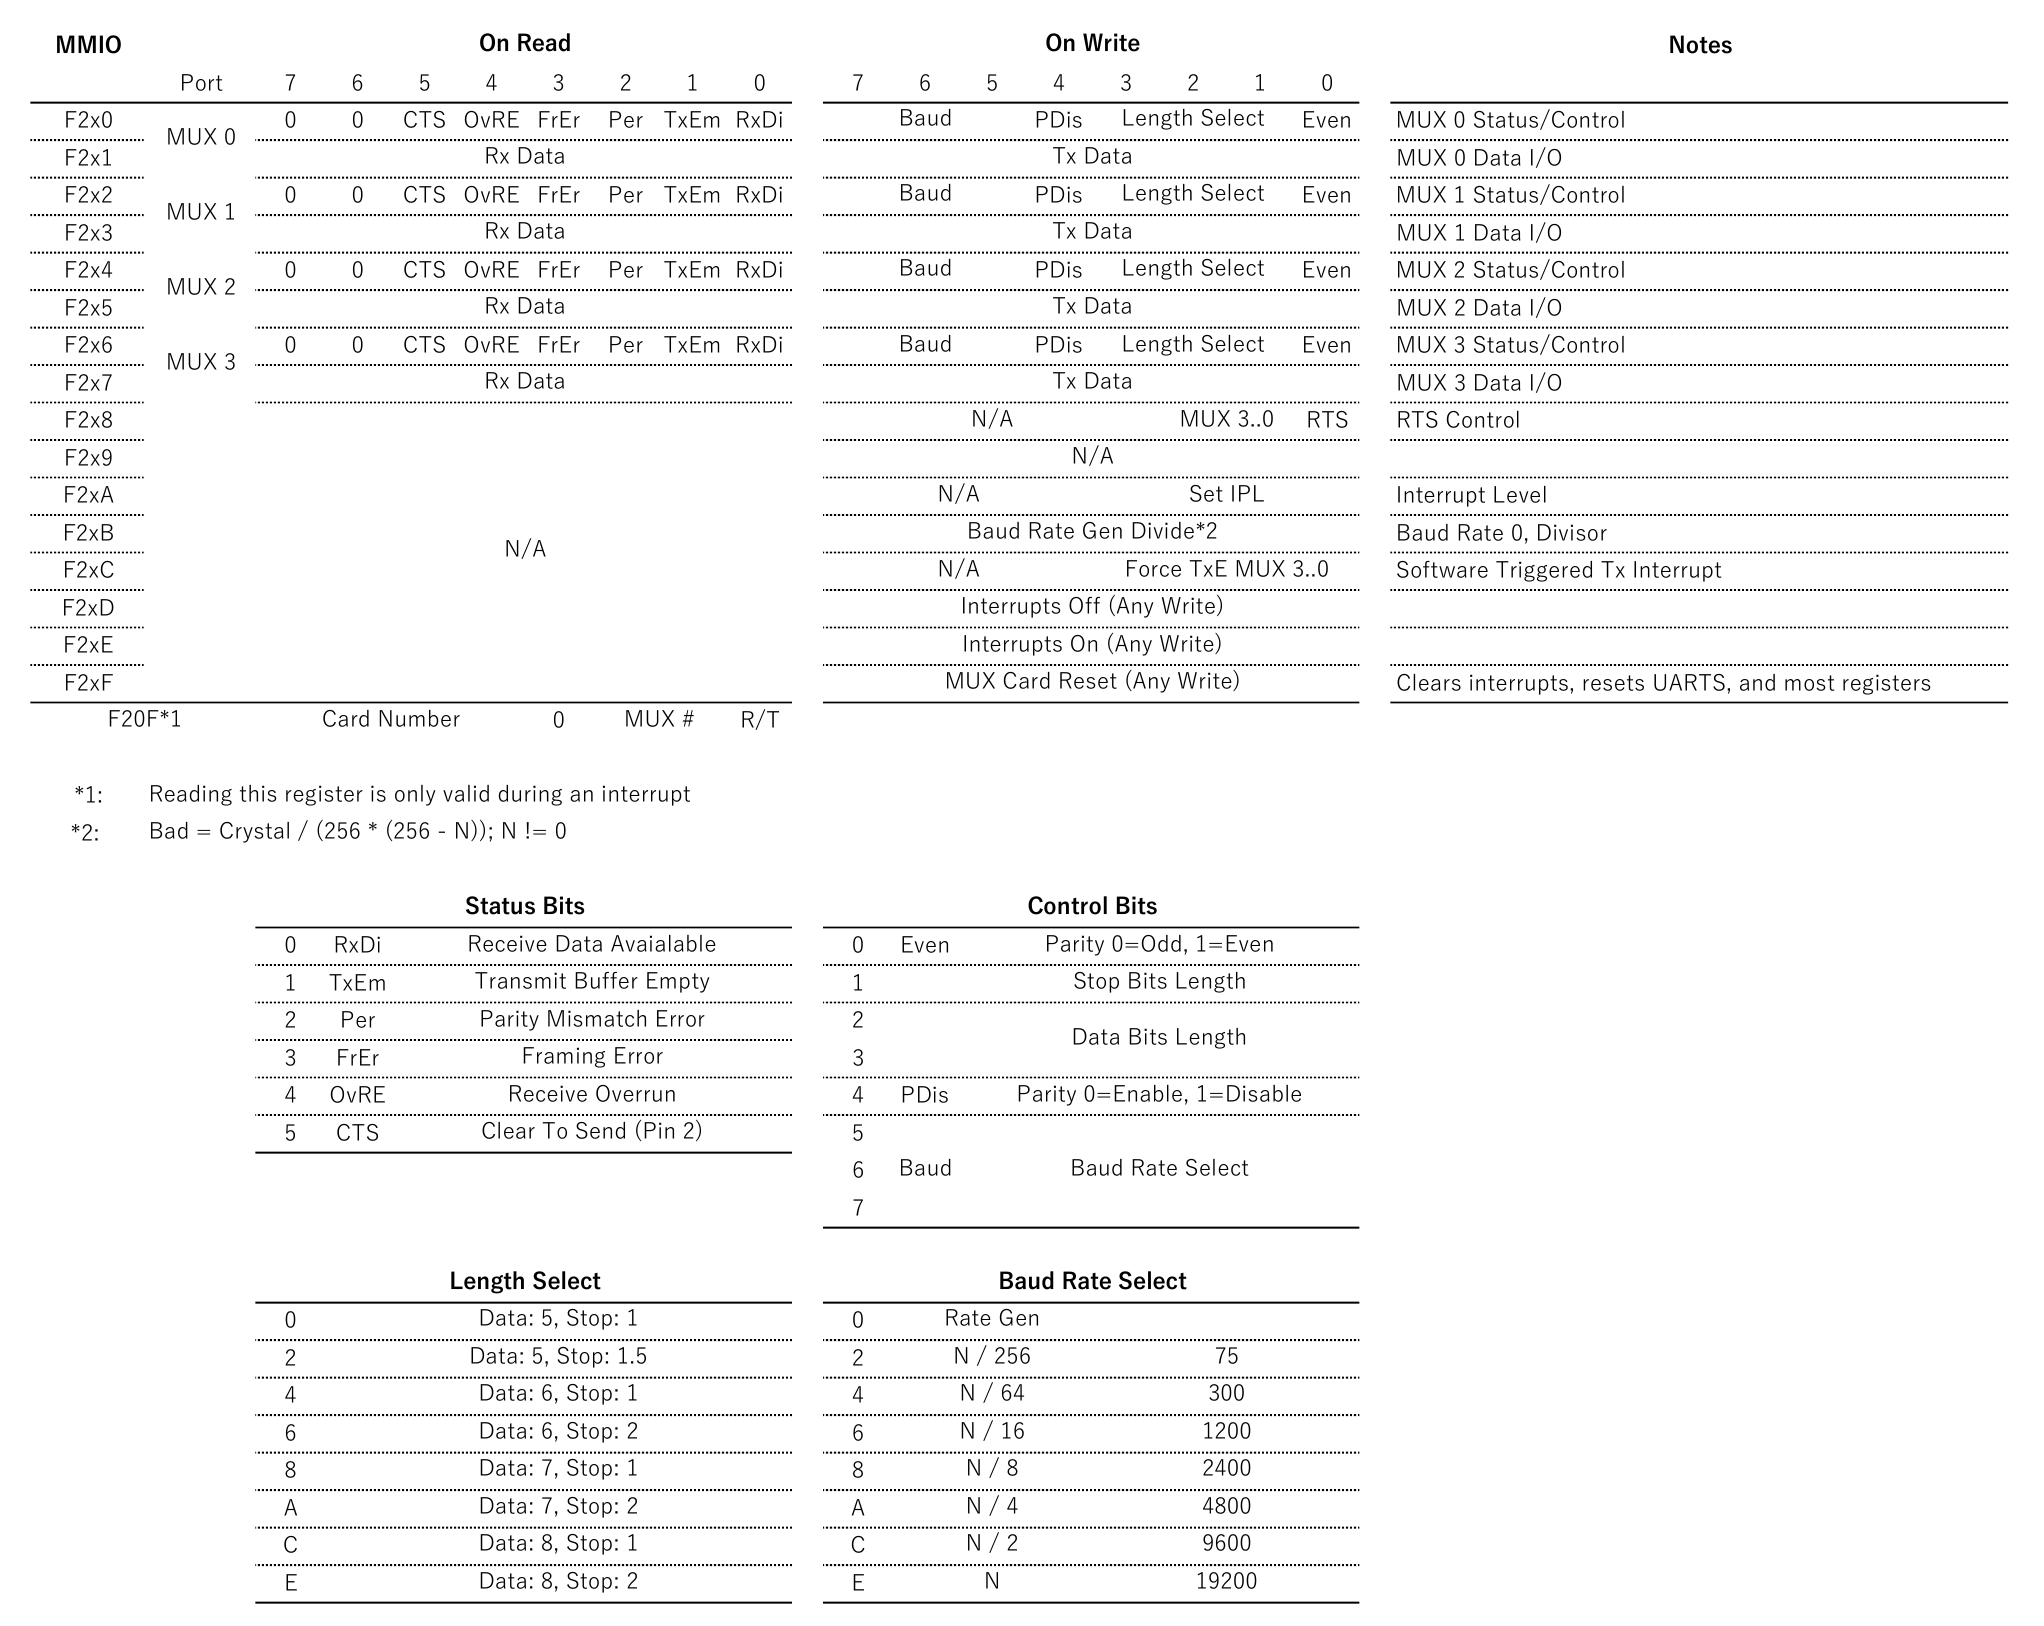 MMIO On Read On Write Notes
Port 7 6 5 4 3 2 1 0 7 6 5 4 3 2 1 0
F2x0 MUX 0 0 0 CTS OvRE FrEr Per TxEm RxDi Baud PDis Length Select Even MUX 0 Status/Control
F2x1 Rx Data Tx Data MUX 0 Data I/O
F2x2 MUX 1 0 0 CTS OvRE FrEr Per TxEm RxDi Baud PDis Length Select Even MUX 1 Status/Control
F2x3 Rx Data Tx Data MUX 1 Data I/O
F2x4 MUX 2 0 0 CTS OvRE FrEr Per TxEm RxDi Baud PDis Length Select Even MUX 2 Status/Control
F2x5 Rx Data Tx Data MUX 2 Data I/O
F2x6 MUX 3 0 0 CTS OvRE FrEr Per TxEm RxDi Baud PDis Length Select Even MUX 3 Status/Control
F2x7 Rx Data Tx Data MUX 3 Data I/O
F2x8 N/A MUX 3..0 RTS RTS Control
F2x9 N/A
F2xA N/A Set IPL Interrupt Level
F2xB N/A Baud Rate Gen Divide*2 Baud Rate 0, Divisor
F2xC N/A Force TxE MUX 3..0 Software Triggered Tx Interrupt
F2xD Interrupts Off (Any Write)
F2xE Interrupts On (Any Write)
F2xF MUX Card Reset (Any Write) Clears interrupts, resets UARTS, and most registers
F20F*1 Card Number 0 MUX # R/T
*1: Reading this register is only valid during an interrupt
*2: Bad = Crystal / (256 * (256 - N)); N != 0
Status Bits Control Bits
0 RxDi Receive Data Avaialable 0 Even Parity 0=Odd, 1=Even
1 TxEm Transmit Buffer Empty 1 Stop Bits Length
2 Per Parity Mismatch Error 2 Data Bits Length
3 FrEr Framing Error 3
4 OvRE Receive Overrun 4 PDis Parity 0=Enable, 1=Disable
5 CTS Clear To Send (Pin 2) 5
6 Baud Baud Rate Select
7
Length Select Baud Rate Select
0 Data: 5, Stop: 1 0 Rate Gen
2 Data: 5, Stop: 1.5 2 N / 256 75
4 Data: 6, Stop: 1 4 N / 64 300
6 Data: 6, Stop: 2 6 N / 16 1200
8 Data: 7, Stop: 1 8 N / 8 2400
A Data: 7, Stop: 2 A N / 4 4800
C Data: 8, Stop: 1 C N / 2 9600
E Data: 8, Stop: 2 E N 19200